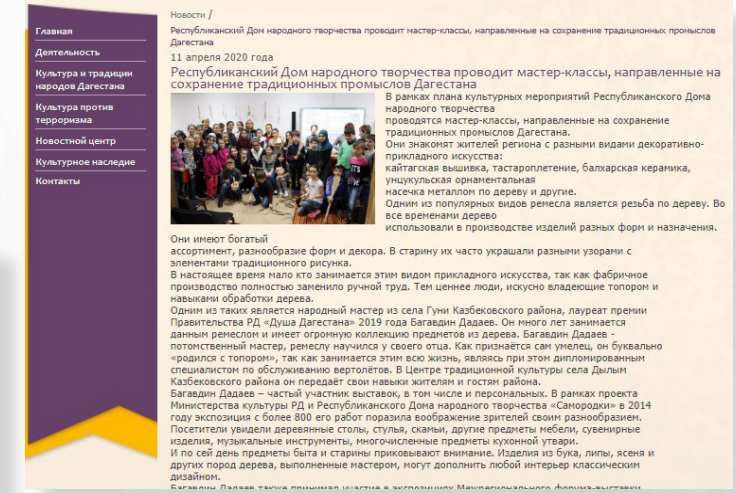 Главная
Деятельность
Культура и традиции
народов Дагестана
Культура против
терроризма
Новостной центр
Культурное наследие
Контакты
Новости /
Республиканский Дом народного творчества проводит мастер-классы, направленные на сохранение традиционных промыслов
Дагестана
11 апреля 2020 года
Республиканский Дом народного творчества проводит мастер-классы, направленные на
сохранение традиционных промыслов Дагестана
В рамках плана культурных мероприятий Республиканского Дома
народного творчества
проводятся мастер-классы, направленные на сохранение
традиционных промыслов Дагестана.
Они знакомят жителей региона с разными видами декоративно-
прикладного искусства:
кайтагская вышивка, тастароплетение, балхарская керамика,
унцукульская орнаментальная
насечка металлом по дереву и другие.
Одним из популярных видов ремесла является резьба по дереву. Во
все временами дерево
использовали в производстве изделий разных форм и назначения.
Они имеют богатый
ассортимент, разнообразие форм и декора. В старину их часто украшали разными узорами с
элементами традиционного рисунка.
В настоящее время мало кто занимается этим видом прикладного искусства, так как фабричное
производство полностью заменило ручной труд. Тем ценнее люди, искусно владеющие топором и
навыками обработки дерева.
Одним из таких является народный мастер из села Гуни Казбековского района, лауреат премии
Правительства РД «Душа Дагестана» 2019 года Багавдин Дадаев. Он много лет занимается
данным ремеслом и имеет огромную коллекцию предметов из дерева. Багавдин Дадаев -
потомственный мастер, ремеслу научился у своего отца. Как признаётся сам умелец, он буквально
«родился с топором», так как занимается этим всю жизнь, являясь при этом дипломированным
специалистом по обслуживанию вертолётов. В Центре традиционной культуры села Дылым
Казбековского района он передаёт свои навыки жителям и гостям района.
Багавдин Дадаев – частый участник выставок, в том числе и персональных. В рамках проекта
Министерства культуры РД и Республиканского Дома народного творчества «Самородки» в 2014
году экспозиция с более 800 его работ поразила воображение зрителей своим разнообразием.
Посетители увидели деревянные столы, стулья, скамьи, другие предметы мебели, сувенирные
изделия, музыкальные инструменты, многочисленные предметы кухонной утвари.
И по сей день предметы быта и старины приковывают внимание. Изделия из бука, липы, ясеня и
других пород дерева, выполненные мастером, могут дополнить любой интерьер классическим
дизайном.
Багавдин Дадаев также принимал участие в экспозициях Межрегионального форума-выставки